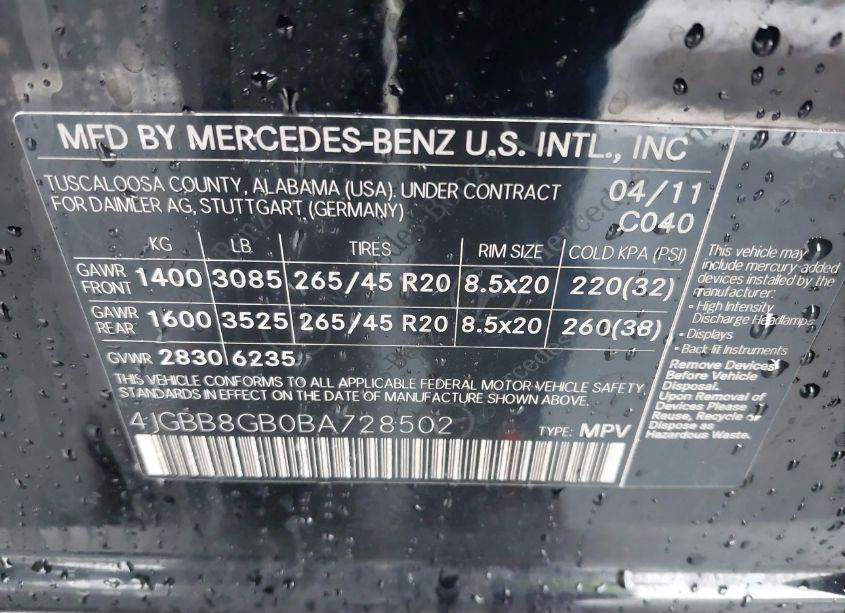 MFD BY MERCEDES-BENZ U.S. INTL., INC
TUSCALOOSA COUNTY, ALABAMA (USA). UNDER CONTRACT 04/11
FOR DAIMLER AG, STUTTGART (GERMANY) C040
KG LB TIRES RIM SIZE COLD KPA (PSI)
GAWR FRONT 1400 3085 265/45 R20 8.5x20 220(32)
GAWR REAR 1600 3525 265/45 R20 8.5x20 260(38)
GVWR 2830 6235
THIS VEHICLE CONFORMS TO ALL APPLICABLE FEDERAL MOTOR VEHICLE SAFETY
STANDARDS IN EFFECT ON THE DATE OF MANUFACTURE SHOWN ABOVE.
4JGBB8GB0BA728502 TYPE: MPV
This vehicle may
include mercury-added
devices installed by the
manufacturer:
• High Intensity
Discharge Headlamps
• Displays
• Back-lit Instruments
Remove Devices
Before Vehicle
Disposal.
Upon Removal of
Devices Please
Reuse, Recycle or
Dispose as
Hazardous Waste.